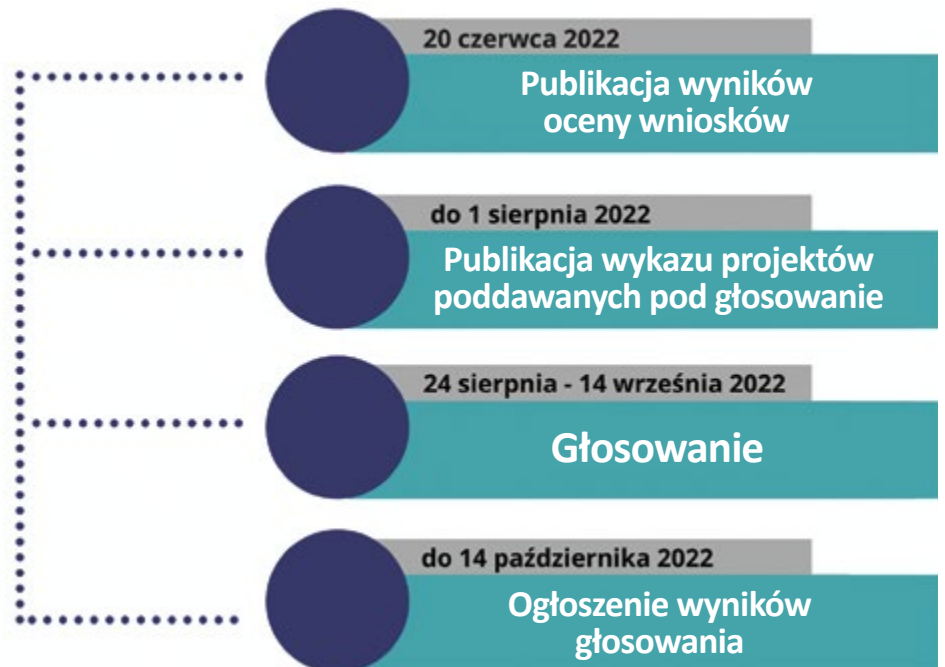 20 czerwca 2022
Publikacja wyników
oceny wniosków
do 1 sierpnia 2022
Publikacja wykazu projektów
poddawanych pod głosowanie
24 sierpnia - 14 września 2022
Głosowanie
do 14 października 2022
Ogłoszenie wyników
głosowania